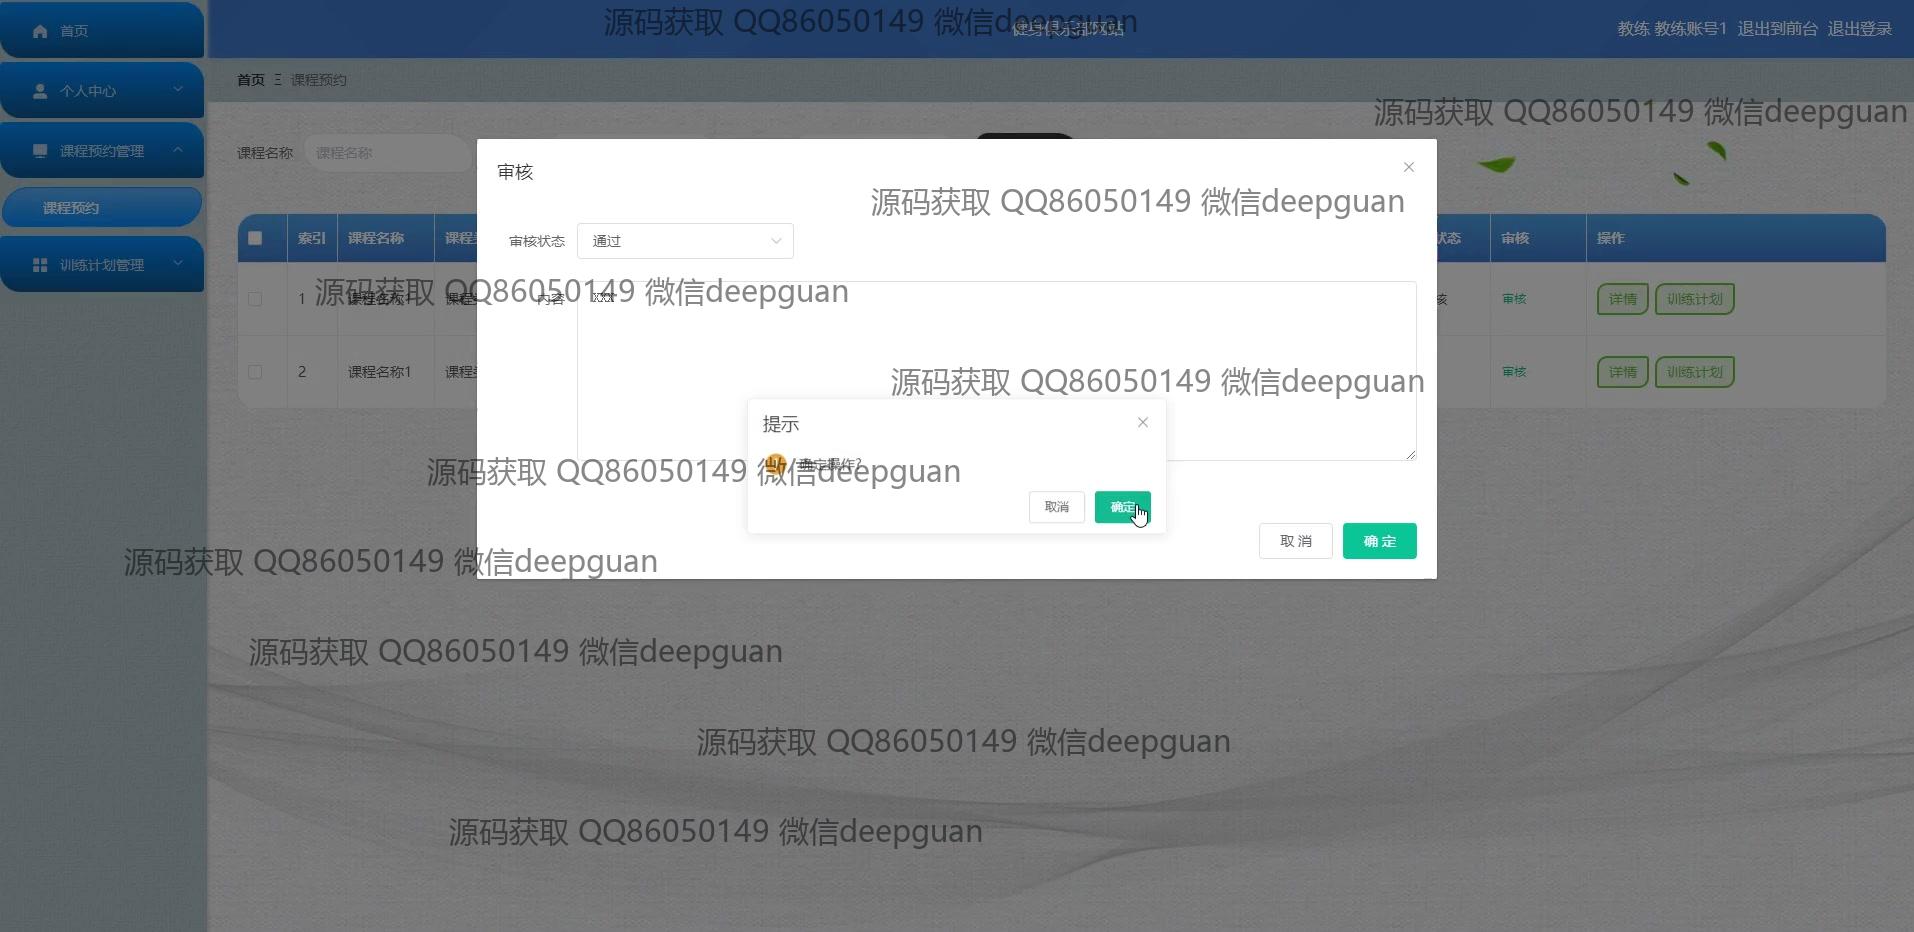 首页
个人中心
课程预约管理
课程预约
训练计划管理
源码获取 QQ86050149 微信deepguan
健身俱乐部网站
教练 教练账号1 退出到前台 退出登录
首页 课程预约
源码获取 QQ86050149 微信deepguan
课程名称 课程名称
审核
源码获取 QQ86050149 微信deepguan
索引 课程名称 课程 状态 审核 操作
审核状态 通过
1 课程名称1 课程 核 审核 详情 训练计划
源码获取 QQ86050149 微信deepguan
内容 xxx
2 课程名称1 课程 审核 详情 训练计划
源码获取 QQ86050149 微信deepguan
提示
确定操作?
源码获取 QQ86050149 微信deepguan
取消 确定
取消 确定
源码获取 QQ86050149 微信deepguan
源码获取 QQ86050149 微信deepguan
源码获取 QQ86050149 微信deepguan
源码获取 QQ86050149 微信deepguan